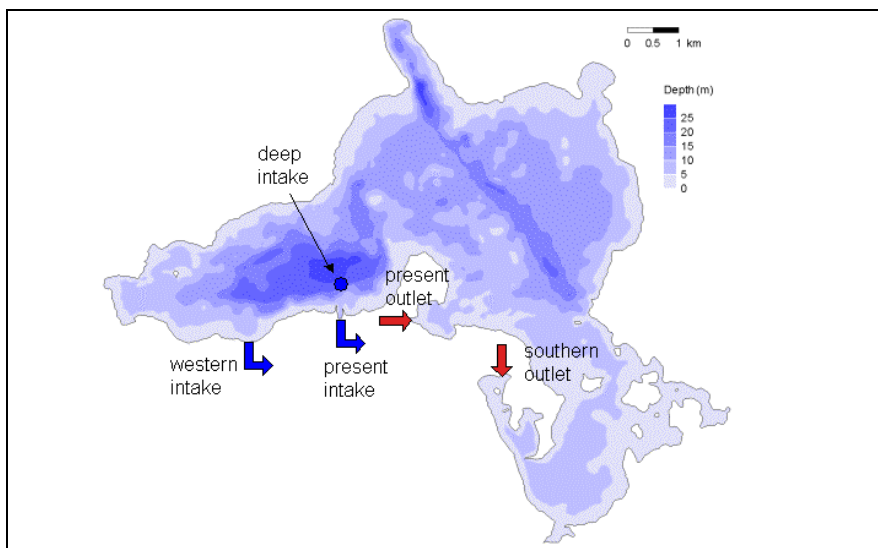 0 0.5 1 km
Depth (m)
25
20
15
10
5
0
deep
intake
present
outlet
western
intake
present
intake
southern
outlet